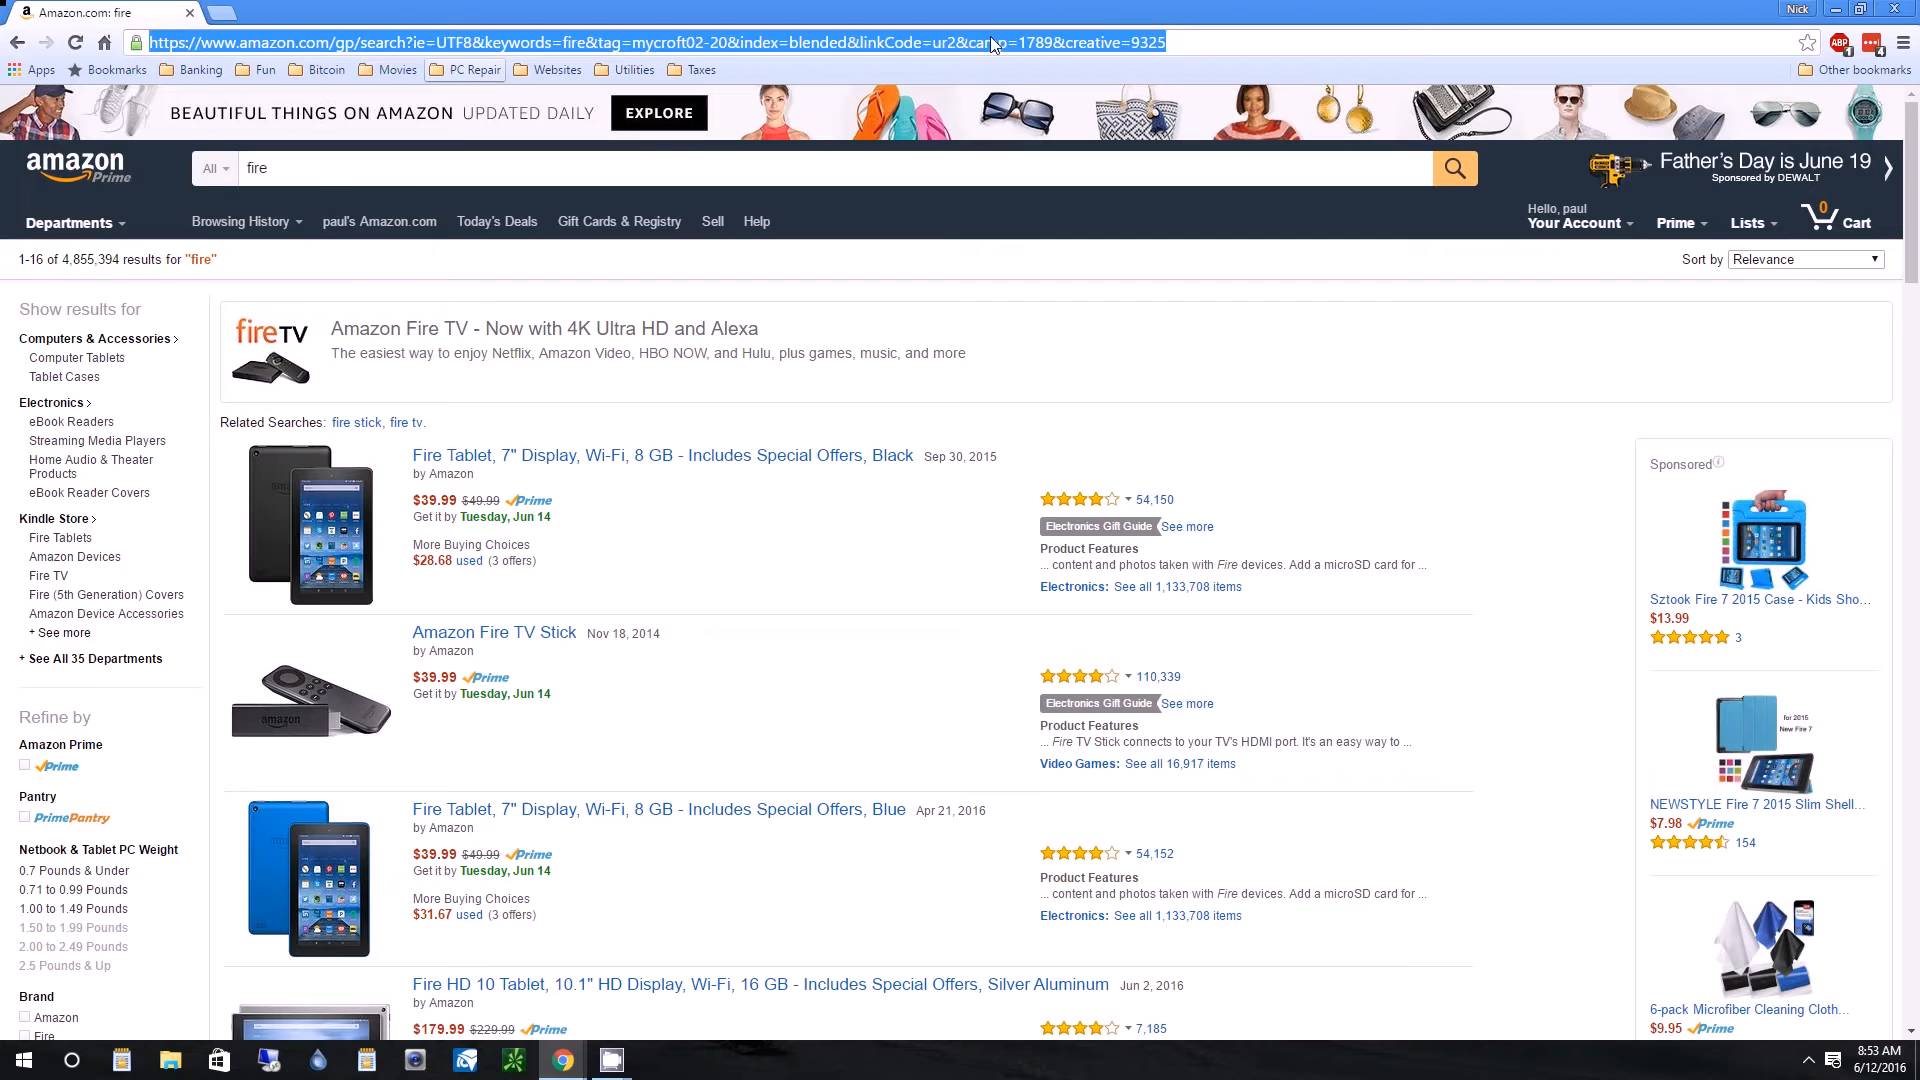 Amazon.com: fire
Nick
https://www.amazon.com/gp/search?ie=UTF8&keywords=fire&tag=mycroft02-20&index=blended&linkCode=ur2&camp=1789&creative=9325
ABP 1
4
Apps Bookmarks Banking Fun Bitcoin Movies PC Repair Websites Utilities Taxes Other bookmarks
BEAUTIFUL THINGS ON AMAZON UPDATED DAILY EXPLORE
amazon Prime
All fire
Father's Day is June 19
Sponsored by DEWALT
Departments Browsing History paul's Amazon.com Today's Deals Gift Cards & Registry Sell Help
Hello, paul
Your Account Prime Lists 0 Cart
1-16 of 4,855,394 results for "fire"
Sort by Relevance
Show results for
Computers & Accessories
Computer Tablets
Tablet Cases
Electronics
eBook Readers
Streaming Media Players
Home Audio & Theater
Products
eBook Reader Covers
Kindle Store
Fire Tablets
Amazon Devices
Fire TV
Fire (5th Generation) Covers
Amazon Device Accessories
+ See more
+ See All 35 Departments
Refine by
Amazon Prime
Prime
Pantry
PrimePantry
Netbook & Tablet PC Weight
0.7 Pounds & Under
0.71 to 0.99 Pounds
1.00 to 1.49 Pounds
1.50 to 1.99 Pounds
2.00 to 2.49 Pounds
2.5 Pounds & Up
Brand
Amazon
Fire
fireTV
Amazon Fire TV - Now with 4K Ultra HD and Alexa
The easiest way to enjoy Netflix, Amazon Video, HBO NOW, and Hulu, plus games, music, and more
Related Searches: fire stick, fire tv.
Fire Tablet, 7" Display, Wi-Fi, 8 GB - Includes Special Offers, Black Sep 30, 2015
by Amazon
$39.99 $49.99 Prime
Get it by Tuesday, Jun 14
More Buying Choices
$28.68 used (3 offers)
54,150
Electronics Gift Guide See more
Product Features
... content and photos taken with Fire devices. Add a microSD card for ...
Electronics: See all 1,133,708 items
Amazon Fire TV Stick Nov 18, 2014
by Amazon
$39.99 Prime
Get it by Tuesday, Jun 14
amazon
110,339
Electronics Gift Guide See more
Product Features
... Fire TV Stick connects to your TV's HDMI port. It's an easy way to ...
Video Games: See all 16,917 items
Fire Tablet, 7" Display, Wi-Fi, 8 GB - Includes Special Offers, Blue Apr 21, 2016
by Amazon
$39.99 $49.99 Prime
Get it by Tuesday, Jun 14
More Buying Choices
$31.67 used (3 offers)
54,152
Product Features
... content and photos taken with Fire devices. Add a microSD card for ...
Electronics: See all 1,133,708 items
Fire HD 10 Tablet, 10.1" HD Display, Wi-Fi, 16 GB - Includes Special Offers, Silver Aluminum Jun 2, 2016
by Amazon
$179.99 $229.99 Prime
7,185
Sponsored
Sztook Fire 7 2015 Case - Kids Sho...
$13.99
3
for 2015
New Fire 7
NEWSTYLE Fire 7 2015 Slim Shell...
$7.98 Prime
154
6-pack Microfiber Cleaning Cloth...
$9.95 Prime
8:53 AM
6/12/2016